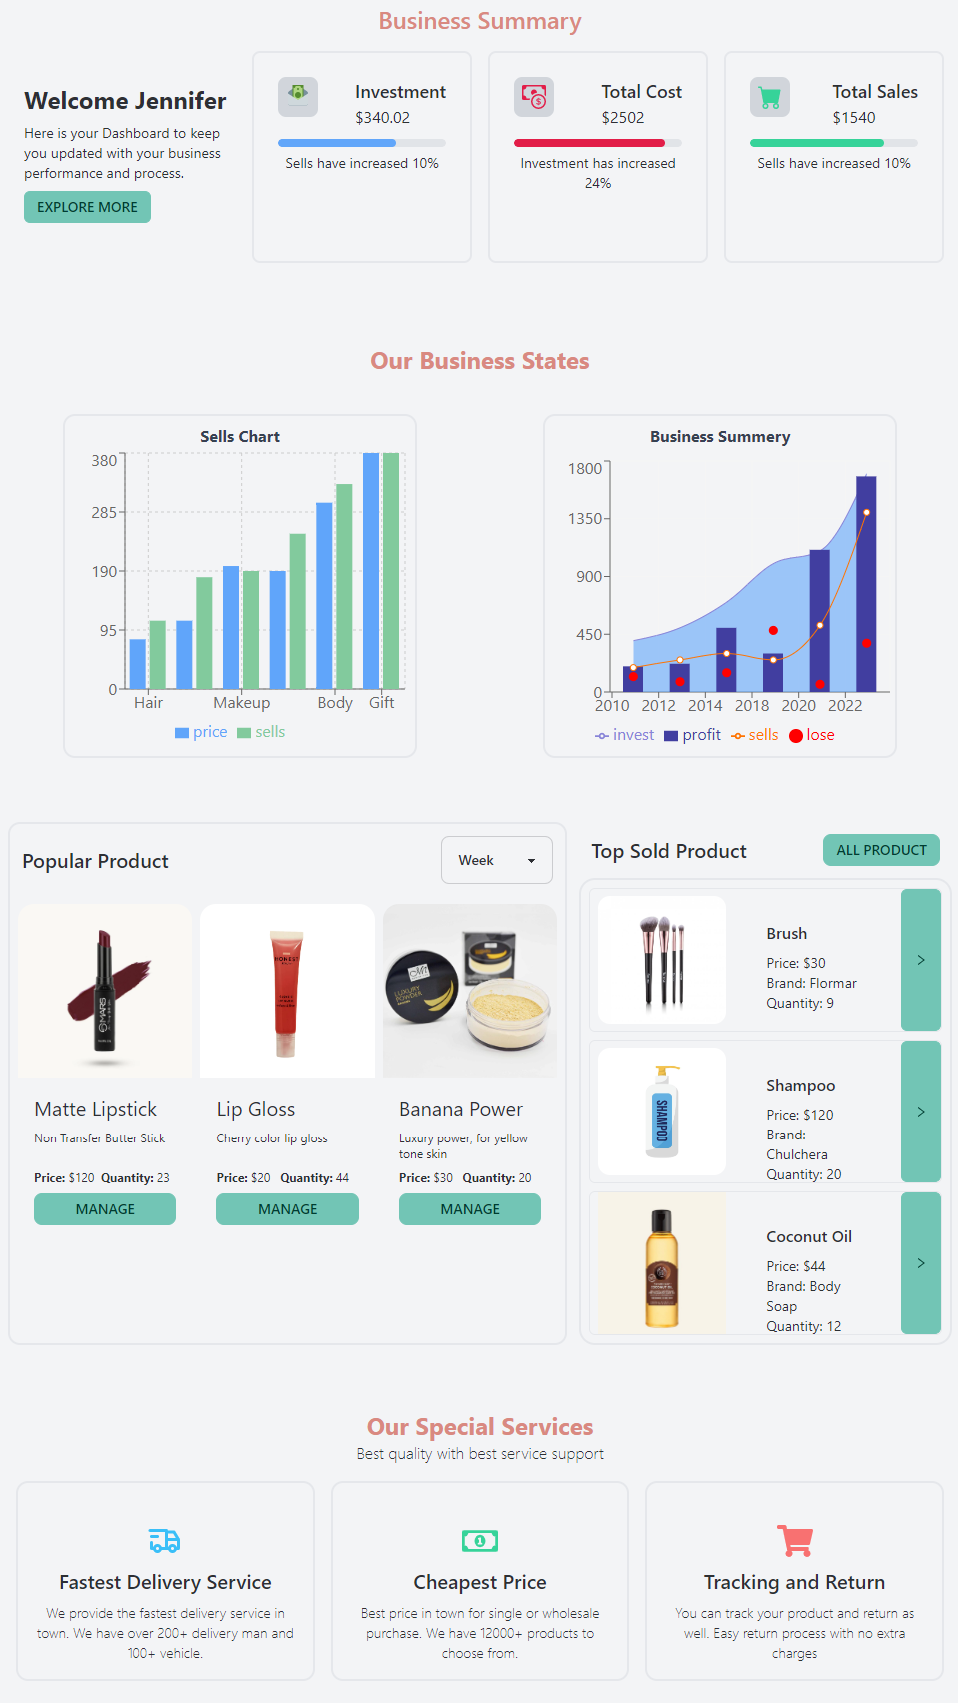 Business Summary
Welcome Jennifer
Here is your Dashboard to keep
you updated with your business
performance and process.
EXPLORE MORE
Investment
$340.02
Sells have increased 10%
Total Cost
$2502
Investment has increased
24%
Total Sales
$1540
Sells have increased 10%
Our Business States
Sells Chart
380
285
190
95
0
Hair Makeup Body Gift
price sells
Business Summery
1800
1350
900
450
0
2010 2012 2014 2018 2020 2022
invest profit sells lose
Popular Product
Week
MARS
Matte Lipstick
Non Transfer Butter Stick
Price: $120 Quantity: 23
MANAGE
HONEST
Lip Gloss
Cherry color lip gloss
Price: $20 Quantity: 44
MANAGE
LUXURY
POWDER
Banana Power
Luxury power, for yellow
tone skin
Price: $30 Quantity: 20
MANAGE
Top Sold Product
ALL PRODUCT
Brush
Price: $30
Brand: Flormar
Quantity: 9
>
SHAMPOO
Shampoo
Price: $120
Brand:
Chulchera
Quantity: 20
>
Coconut Oil
Price: $44
Brand: Body
Soap
Quantity: 12
>
Our Special Services
Best quality with best service support
Fastest Delivery Service
We provide the fastest delivery service in
town. We have over 200+ delivery man and
100+ vehicle.
1
Cheapest Price
Best price in town for single or wholesale
purchase. We have 12000+ products to
choose from.
Tracking and Return
You can track your product and return as
well. Easy return process with no extra
charges